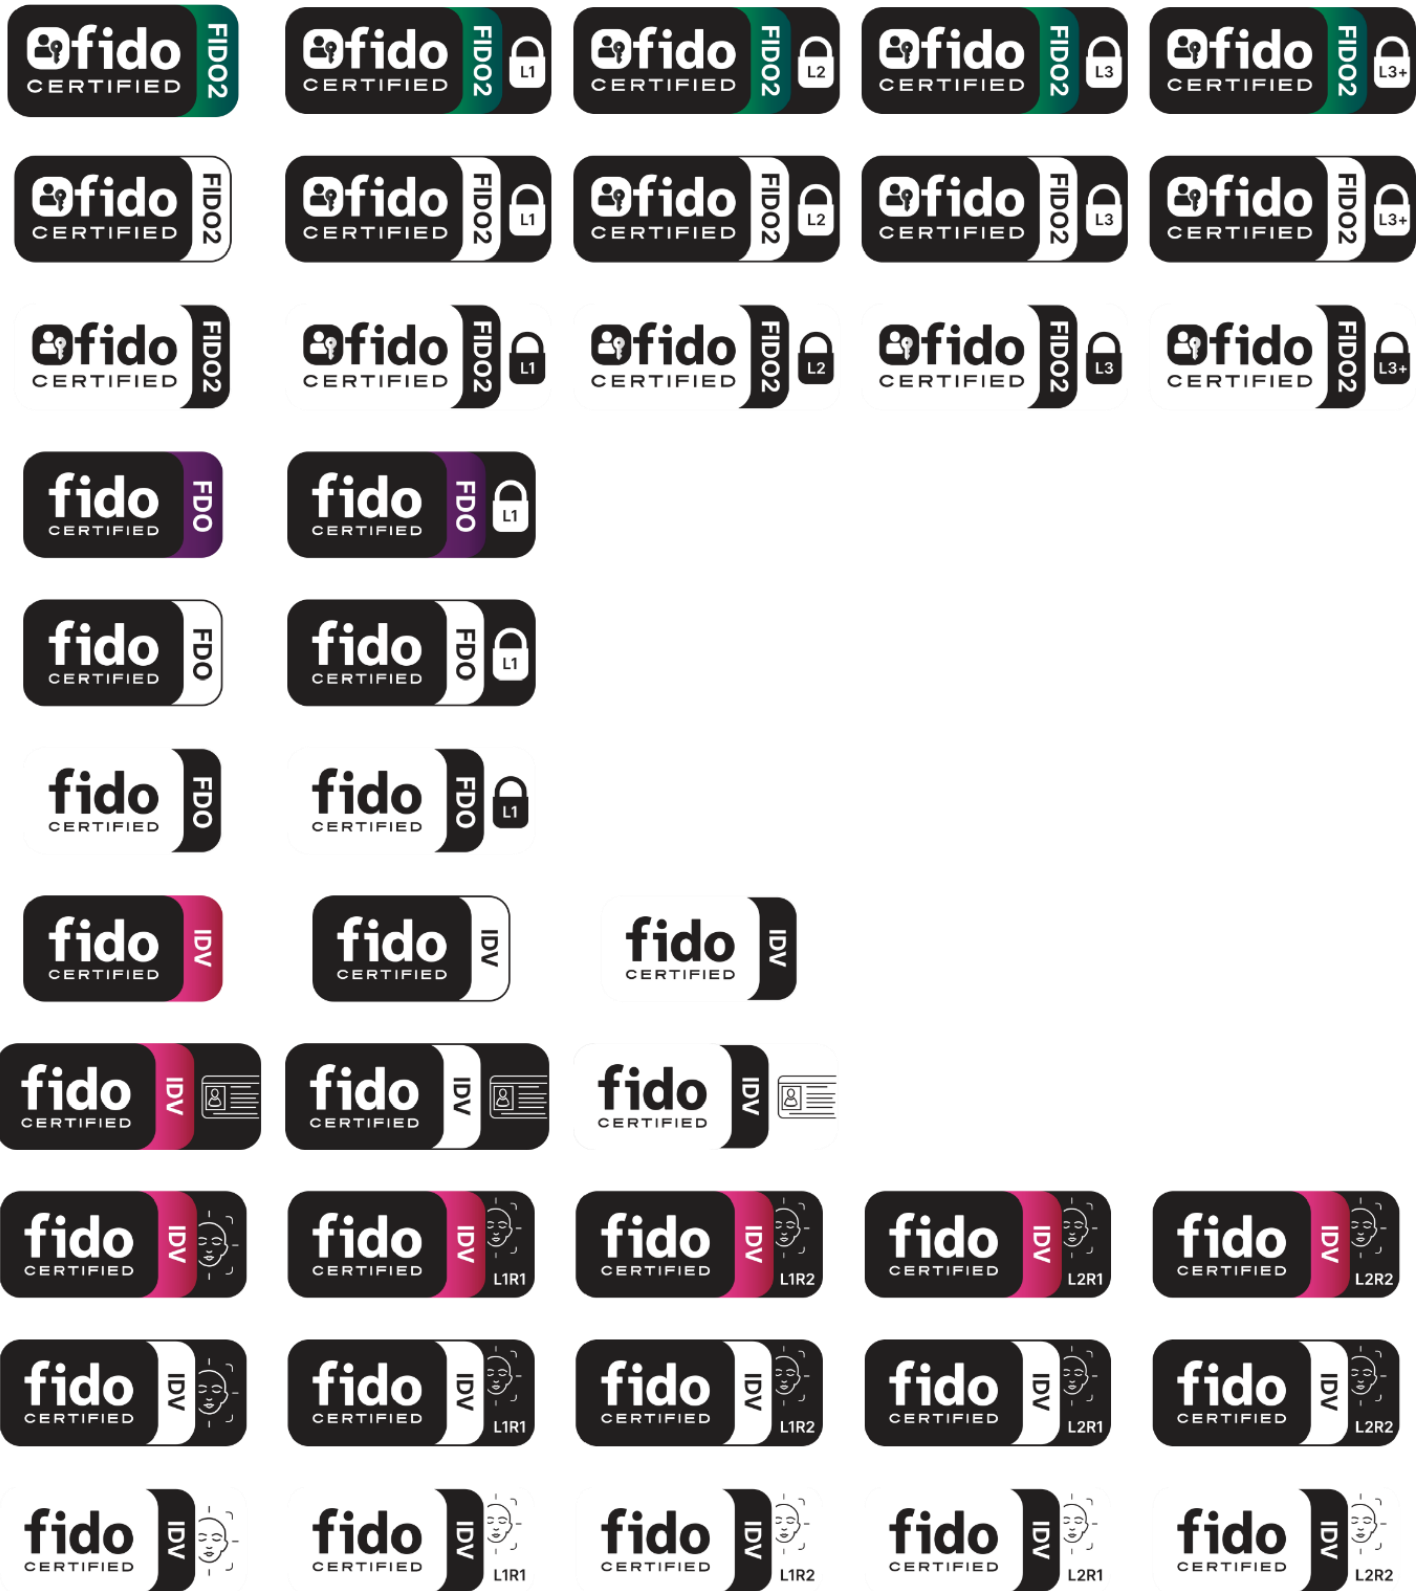 fido FIDO2
CERTIFIED
fido FIDO2 L1
CERTIFIED
fido FIDO2 L2
CERTIFIED
fido FIDO2 L3
CERTIFIED
fido FIDO2 L3+
CERTIFIED
fido FIDO2
CERTIFIED
fido FIDO2 L1
CERTIFIED
fido FIDO2 L2
CERTIFIED
fido FIDO2 L3
CERTIFIED
fido FIDO2 L3+
CERTIFIED
fido FIDO2
CERTIFIED
fido FIDO2 L1
CERTIFIED
fido FIDO2 L2
CERTIFIED
fido FIDO2 L3
CERTIFIED
fido FIDO2 L3+
CERTIFIED
fido FDO
CERTIFIED
fido FDO L1
CERTIFIED
fido FDO
CERTIFIED
fido FDO L1
CERTIFIED
fido FDO
CERTIFIED
fido FDO L1
CERTIFIED
fido IDV
CERTIFIED
fido IDV
CERTIFIED
fido IDV
CERTIFIED
fido IDV
CERTIFIED
fido IDV
CERTIFIED
fido IDV
CERTIFIED
fido IDV
CERTIFIED
fido IDV
CERTIFIED L1R1
fido IDV
CERTIFIED L1R2
fido IDV
CERTIFIED L2R1
fido IDV
CERTIFIED L2R2
fido IDV
CERTIFIED
fido IDV
CERTIFIED L1R1
fido IDV
CERTIFIED L1R2
fido IDV
CERTIFIED L2R1
fido IDV
CERTIFIED L2R2
fido IDV
CERTIFIED
fido IDV
CERTIFIED L1R1
fido IDV
CERTIFIED L1R2
fido IDV
CERTIFIED L2R1
fido IDV
CERTIFIED L2R2